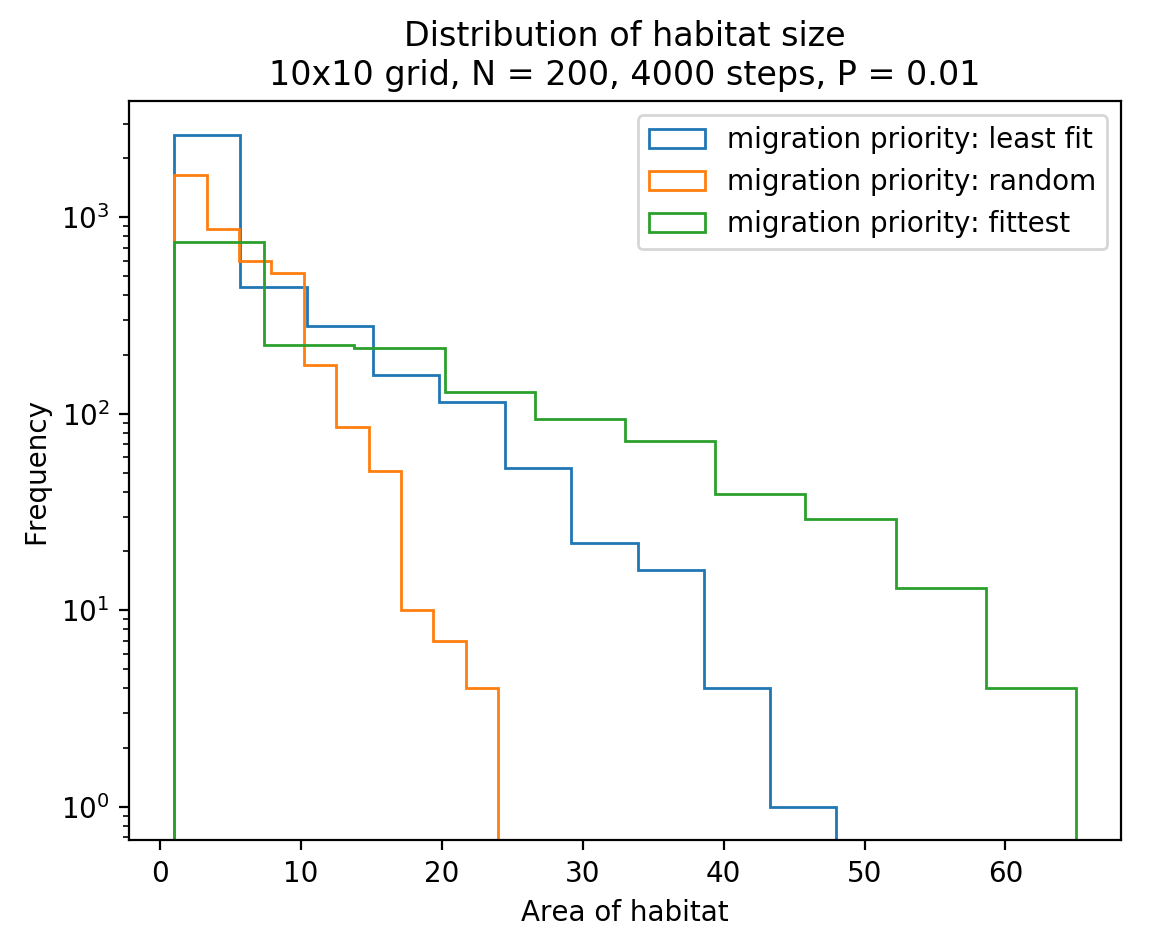 Distribution of habitat size
10x10 grid, N = 200, 4000 steps, P = 0.01
migration priority: least fit
migration priority: random
migration priority: fittest
Frequency
10³
10²
10¹
10⁰
0 10 20 30 40 50 60
Area of habitat